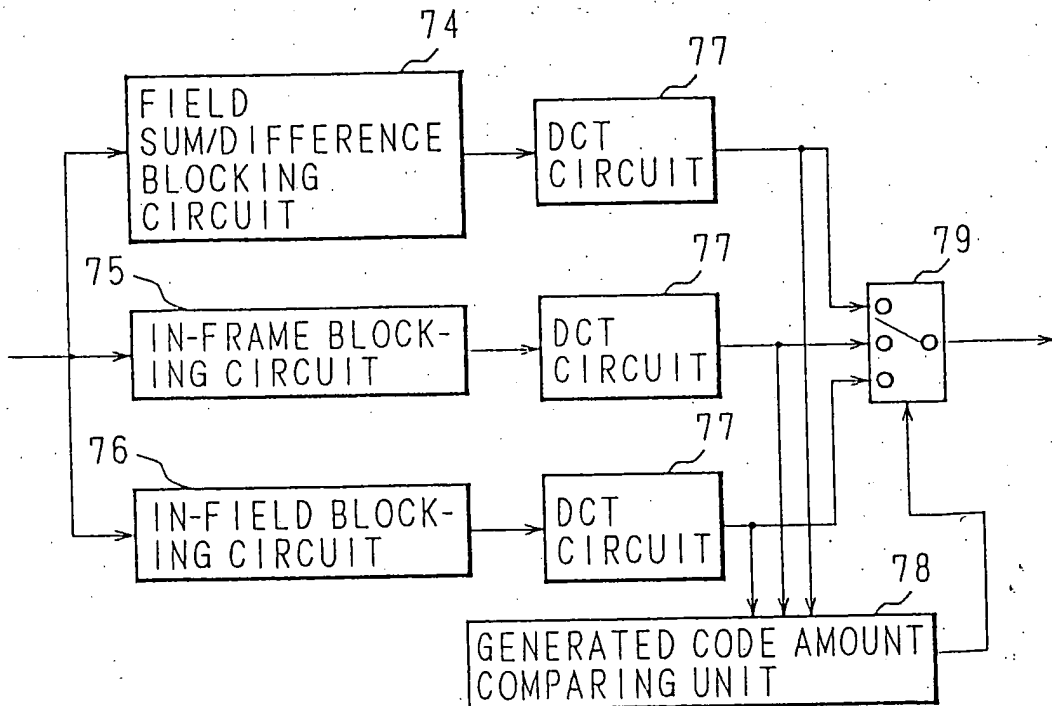 74
FIELD
SUM/DIFFERENCE
BLOCKING
CIRCUIT
77
DCT
CIRCUIT
75
IN-FRAME BLOCK-
ING CIRCUIT
77
DCT
CIRCUIT
79
76
IN-FIELD BLOCK-
ING CIRCUIT
77
DCT
CIRCUIT
78
GENERATED CODE AMOUNT
COMPARING UNIT